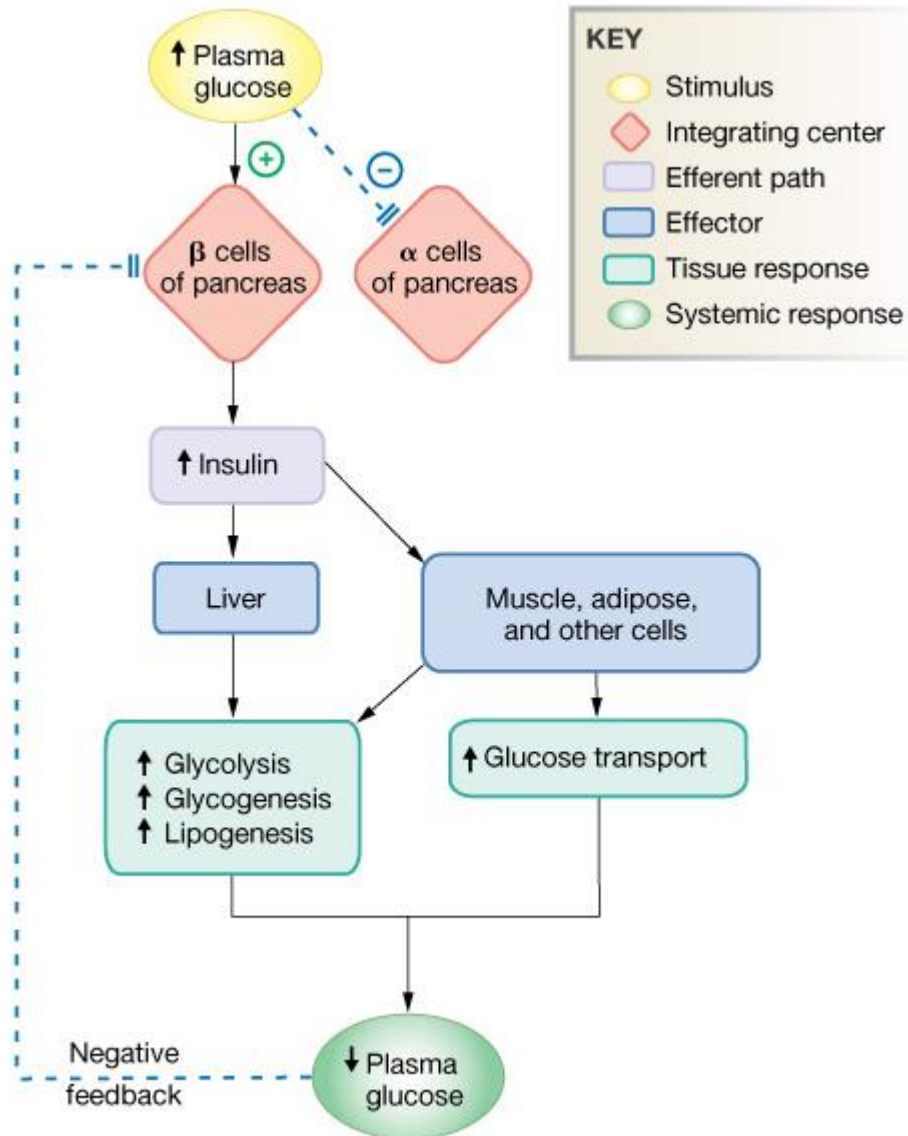 ↑ Plasma
glucose
+
−
β cells
of pancreas
α cells
of pancreas
KEY
Stimulus
Integrating center
Efferent path
Effector
Tissue response
Systemic response
↑ Insulin
Liver
Muscle, adipose,
and other cells
↑ Glycolysis
↑ Glycogenesis
↑ Lipogenesis
↑ Glucose transport
Negative
feedback
↓ Plasma
glucose